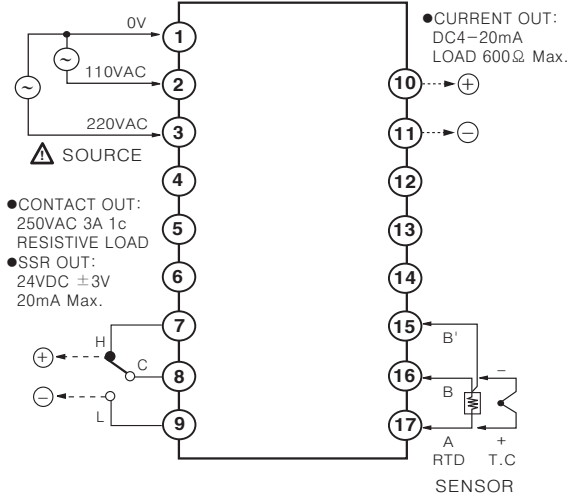 0V
110VAC
220VAC
SOURCE
1
2
3
4
5
6
7
8
9
●CONTACT OUT:
250VAC 3A 1c
RESISTIVE LOAD
●SSR OUT:
24VDC ±3V
20mA Max.
H
C
L
+
−
●CURRENT OUT:
DC4−20mA
LOAD 600Ω Max.
10
+
11
−
12
13
14
15
16
17
B'
B
A
RTD
−
+
T.C
SENSOR